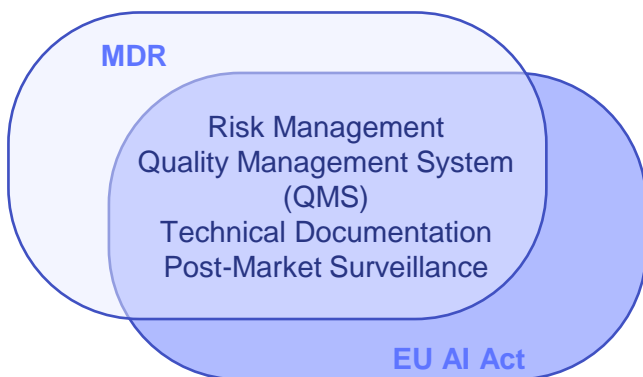 MDR
Risk Management
Quality Management System
(QMS)
Technical Documentation
Post-Market Surveillance
EU AI Act